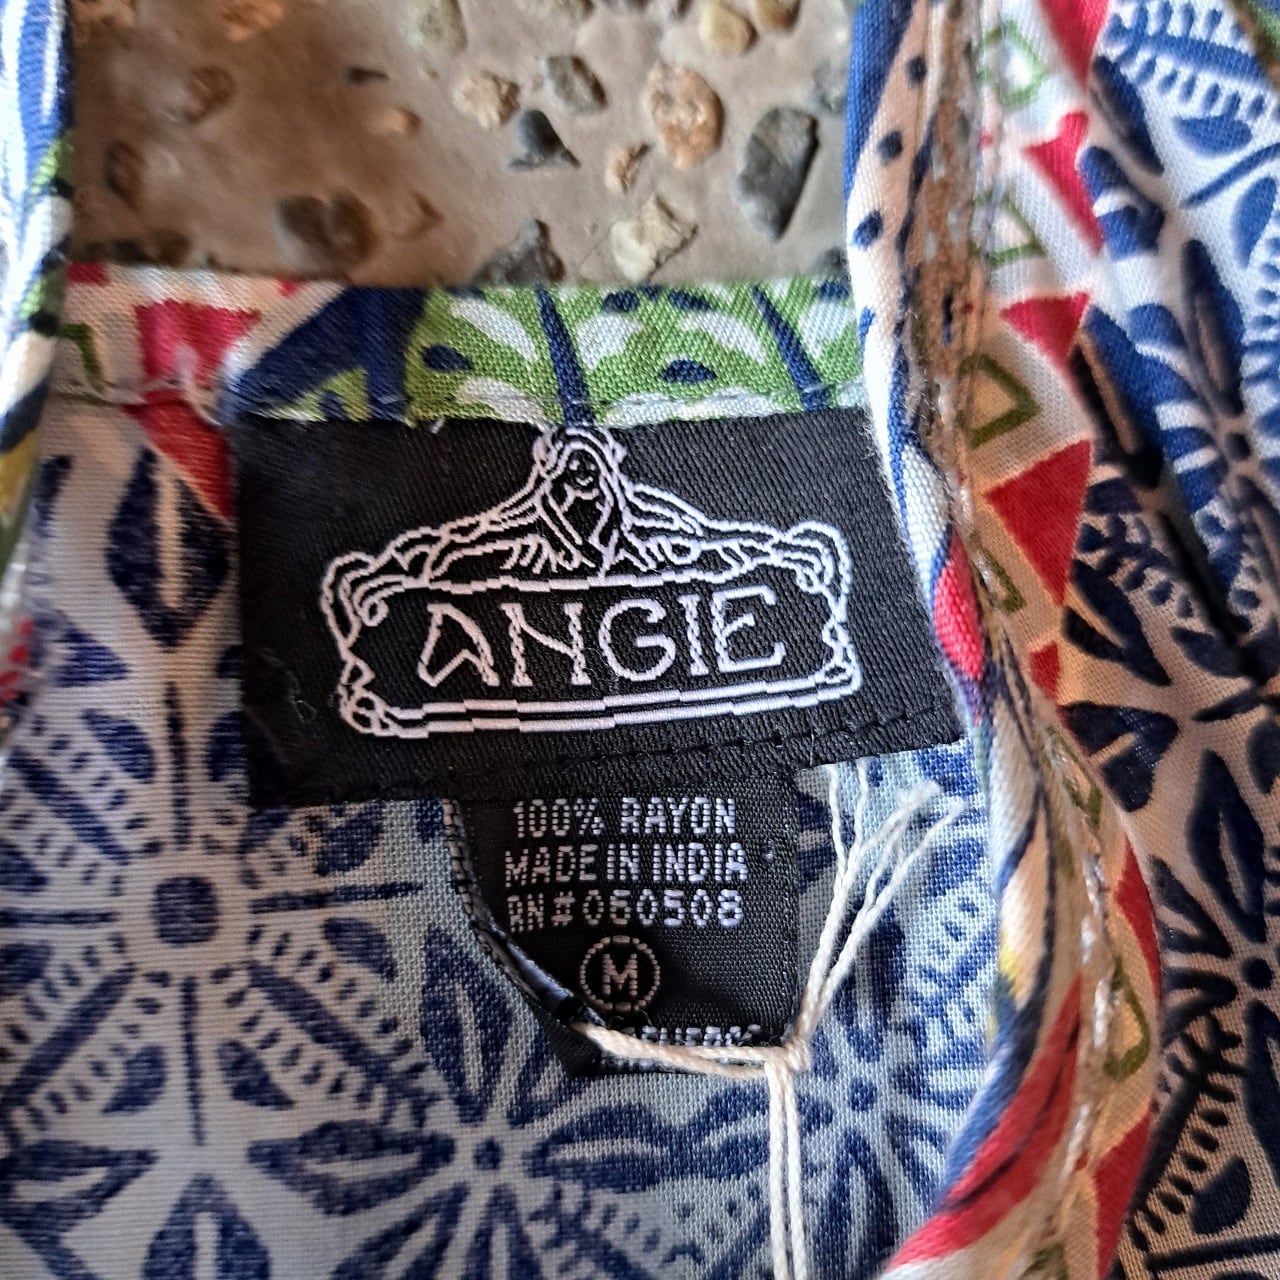 ANGIE
100% RAYON
MADE IN INDIA
RN#060508
M